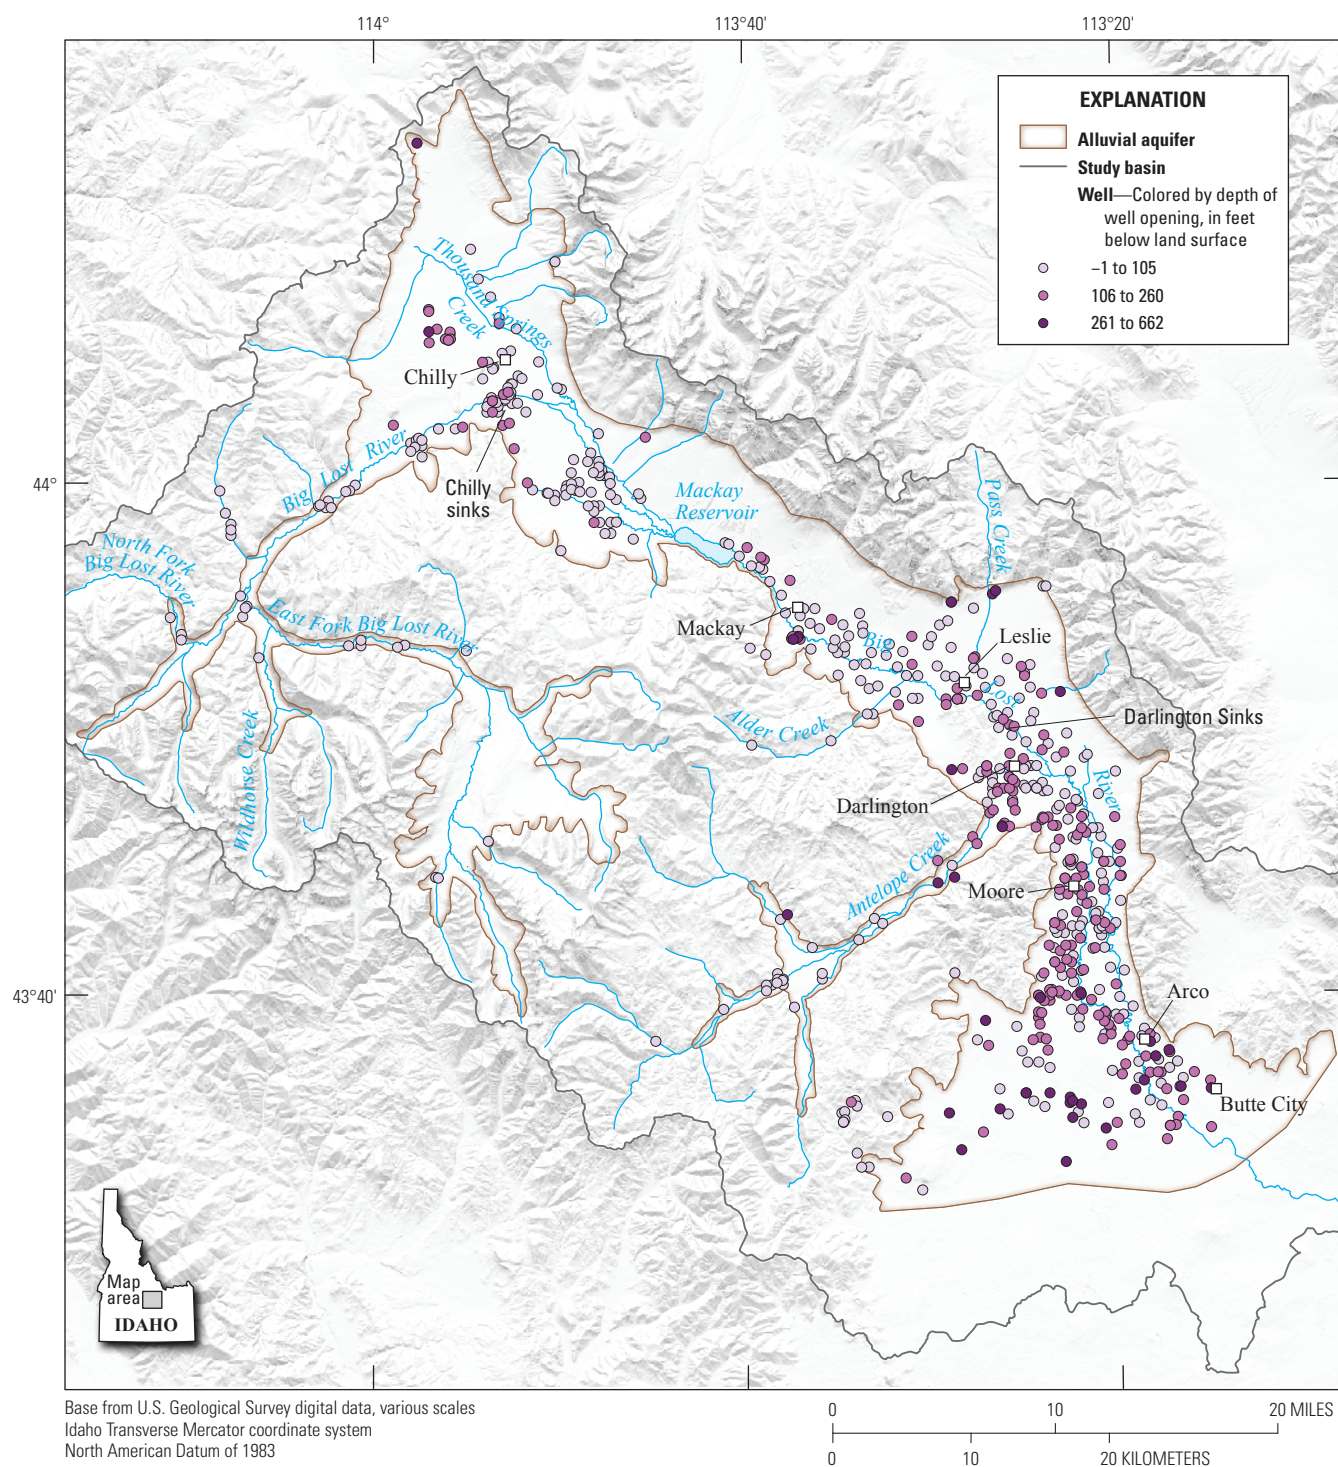 114°
113°40'
113°20'
EXPLANATION
Alluvial aquifer
Study basin
Well—Colored by depth of
well opening, in feet
below land surface
−1 to 105
106 to 260
261 to 662
Thousand Springs
Creek
Chilly
Big Lost River
Chilly
sinks
44°
Mackay
Reservoir
Pass Creek
North Fork
Big Lost River
East Fork Big Lost River
Mackay
Big
Leslie
Lost
Alder Creek
Darlington Sinks
Wildhorse Creek
River
Darlington
Antelope Creek
Moore
43°40'
Arco
Butte City
Map
area
IDAHO
Base from U.S. Geological Survey digital data, various scales
Idaho Transverse Mercator coordinate system
North American Datum of 1983
0 10 20 MILES
0 10 20 KILOMETERS